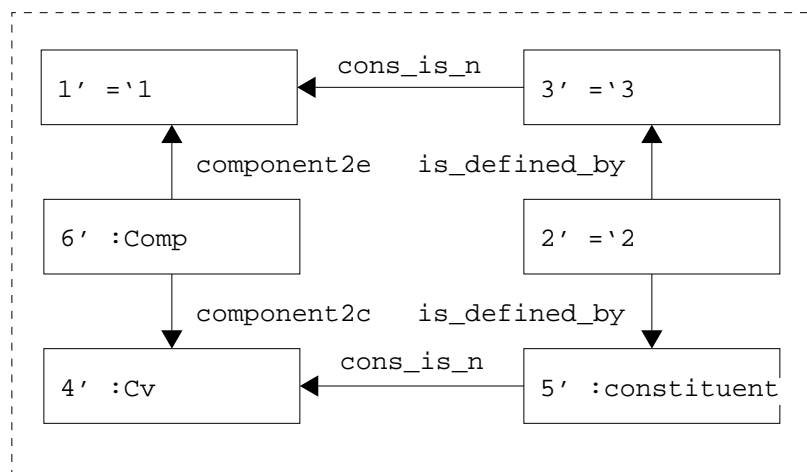 cons_is_n
1’ =‘1
3’ =‘3
component2e
is_defined_by
6’ :Comp
2’ =‘2
component2c
is_defined_by
cons_is_n
4’ :Cv
5’ :constituent